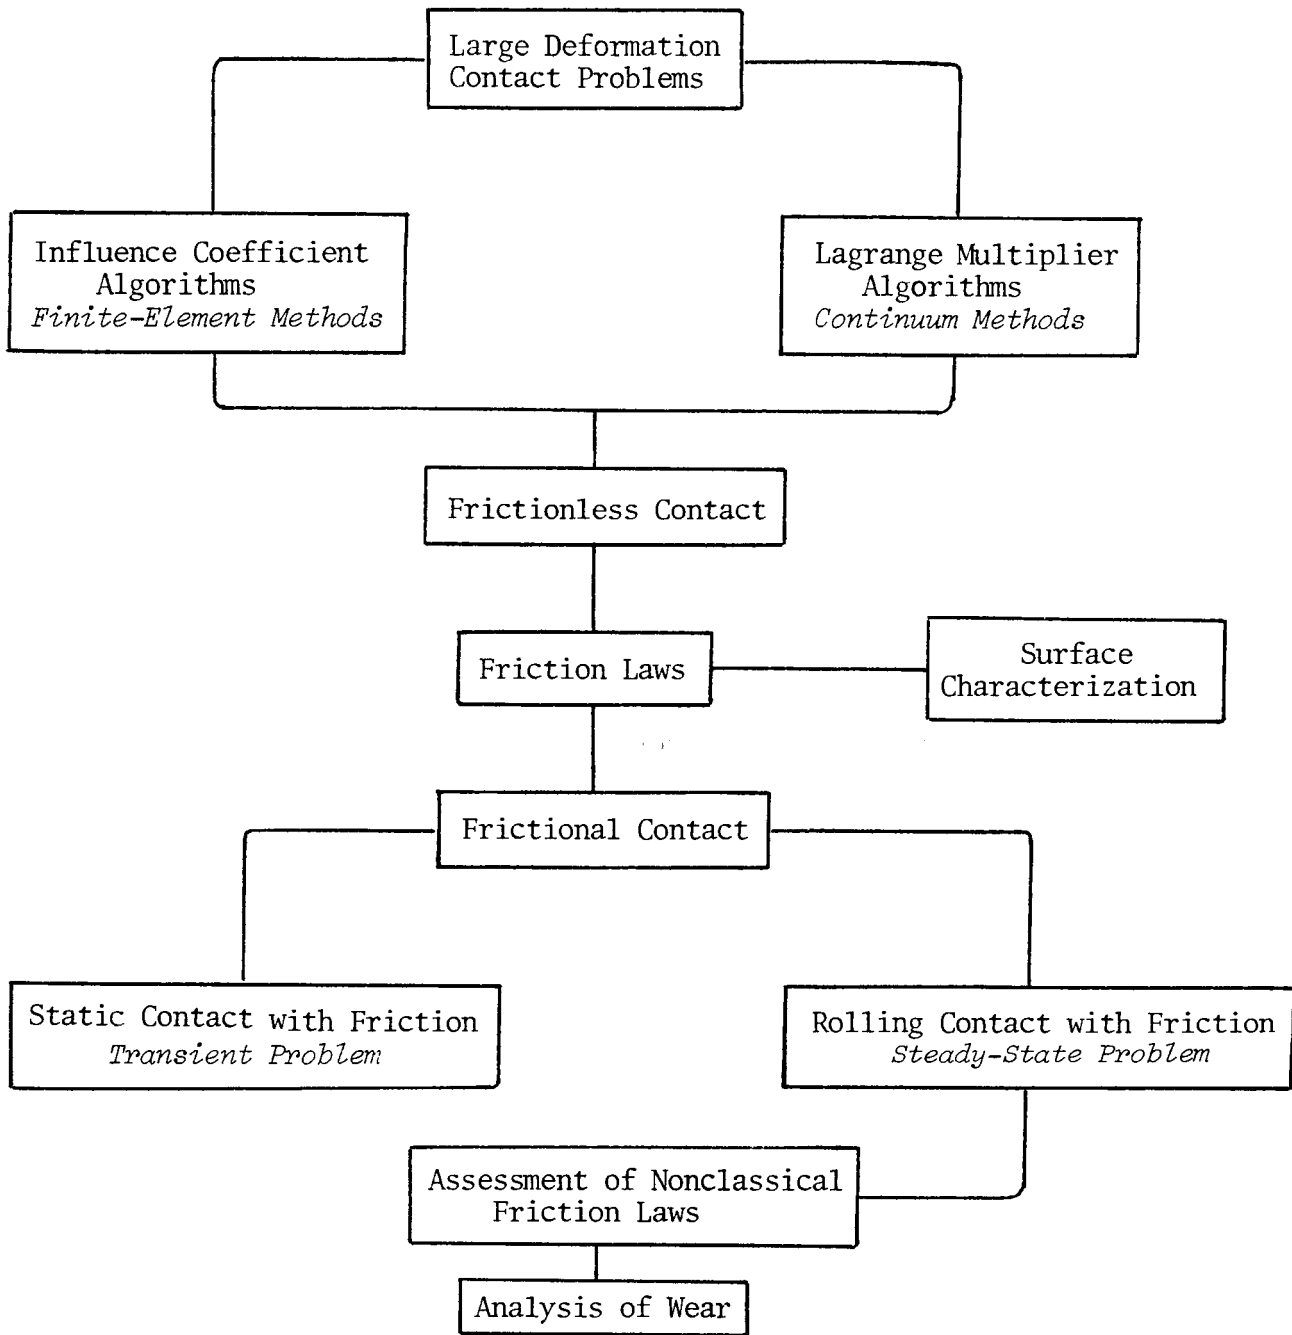 Large Deformation
Contact Problems
Influence Coefficient
Algorithms
Finite-Element Methods
Lagrange Multiplier
Algorithms
Continuum Methods
Frictionless Contact
Friction Laws
Surface
Characterization
Frictional Contact
Static Contact with Friction
Transient Problem
Rolling Contact with Friction
Steady-State Problem
Assessment of Nonclassical
Friction Laws
Analysis of Wear